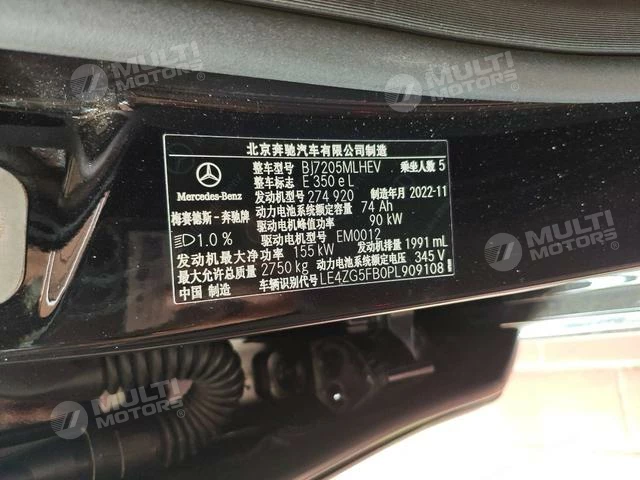 MULTI MOTORS
MULTI MOTORS
北京奔驰汽车有限公司制造
整车型号 BJ7205MLHEV 乘坐人数 5
整车标志 E 350 e L
Mercedes-Benz 发动机型号 274 920 制造年月 2022-11
动力电池系统额定容量 74 Ah
梅赛德斯-奔驰牌 驱动电机峰值功率 90 kW
1.0 % 驱动电机型号 EM0012
发动机最大净功率 155 kW 发动机排量 1991 mL
最大允许总质量 2750 kg 动力电池系统额定电压 345 V
中国 制造 车辆识别代号 LE4ZG5FB0PL909108
MULTI MOTORS
MULTI MOTORS
MULTI MOTORS